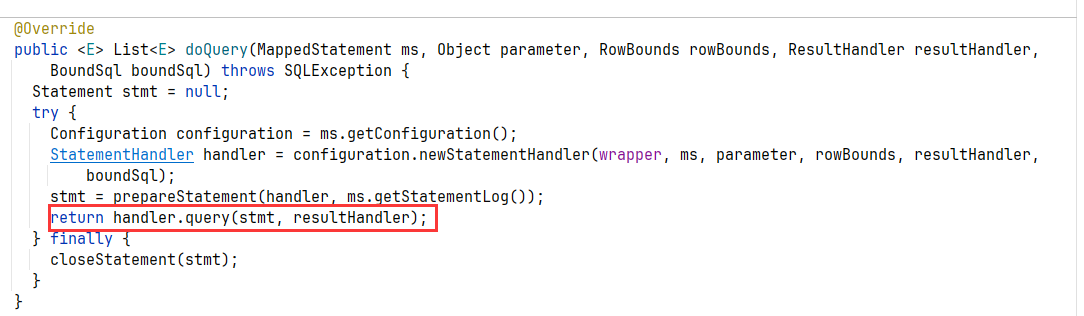 @Override
public <E> List<E> doQuery(MappedStatement ms, Object parameter, RowBounds rowBounds, ResultHandler resultHandler,
BoundSql boundSql) throws SQLException {
Statement stmt = null;
try {
Configuration configuration = ms.getConfiguration();
StatementHandler handler = configuration.newStatementHandler(wrapper, ms, parameter, rowBounds, resultHandler,
boundSql);
stmt = prepareStatement(handler, ms.getStatementLog());
return handler.query(stmt, resultHandler);
} finally {
closeStatement(stmt);
}
}